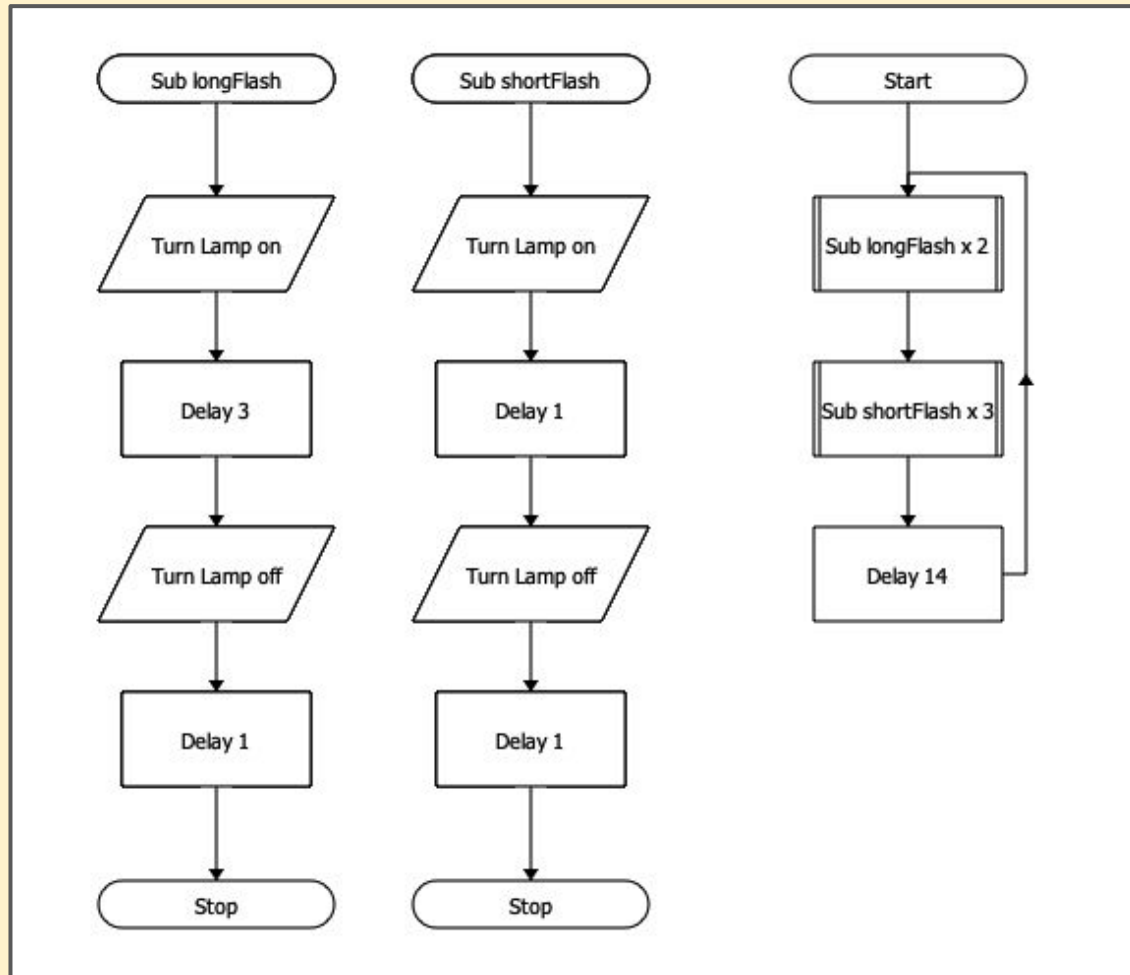 Sub longFlash
Turn Lamp on
Delay 3
Turn Lamp off
Delay 1
Stop
Sub shortFlash
Turn Lamp on
Delay 1
Turn Lamp off
Delay 1
Stop
Start
Sub longFlash x 2
Sub shortFlash x 3
Delay 14